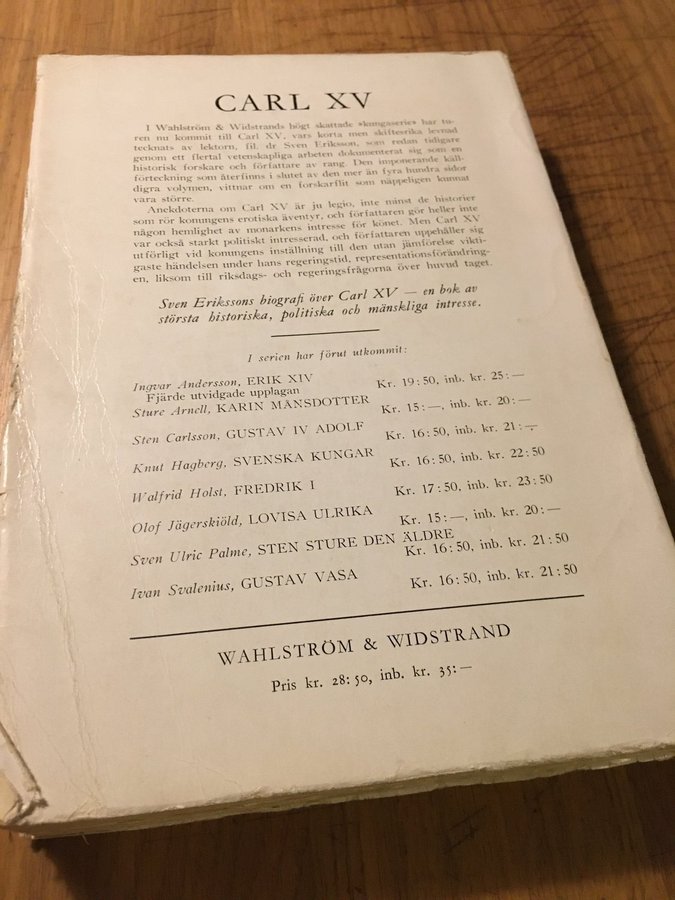 CARL XV
I Wahlström & Widstrands högt skattade »kungaserie» har tu-
ren nu kommit till Carl XV, vars korta men skiftesrika levnad
tecknats av lektorn, fil. dr Sven Eriksson, som redan tidigare
genom ett flertal vetenskapliga arbeten dokumenterat sig som en
historisk forskare och författare av rang. Den imponerande käll-
förteckning som återfinns i slutet av den mer än fyra hundra sidor
digra volymen, vittnar om en forskarflit som näppeligen kunnat
vara större.
Anekdoterna om Carl XV är ju legio, inte minst de historier
som rör konungens erotiska äventyr, och författaren gör heller inte
någon hemlighet av monarkens intresse för könet. Men Carl XV
var också starkt politiskt intresserad, och författaren uppehåller sig
utförligt vid konungens inställning till den utan jämförelse vikti-
gaste händelsen under hans regeringstid, representationsförändring-
en, liksom till riksdags- och regeringsfrågorna över huvud taget.
Sven Erikssons biografi över Carl XV — en bok av
största historiska, politiska och mänskliga intresse.
I serien har förut utkommit:
Ingvar Andersson, ERIK XIV Kr. 19:50, inb. kr. 25:—
Fjärde utvidgade upplagan
Sture Arnell, KARIN MÅNSDOTTER Kr. 15:—, inb. kr. 20:—
Sten Carlsson, GUSTAV IV ADOLF Kr. 16:50, inb. kr. 21:—
Knut Hagberg, SVENSKA KUNGAR Kr. 16:50, inb. kr. 22:50
Walfrid Holst, FREDRIK I Kr. 17:50, inb. kr. 23:50
Olof Jägerskiöld, LOVISA ULRIKA Kr. 15:—, inb. kr. 20:—
Sven Ulric Palme, STEN STURE DEN ÄLDRE Kr. 16:50, inb. kr. 21:50
Ivan Svalenius, GUSTAV VASA Kr. 16:50, inb. kr. 21:50
WAHLSTRÖM & WIDSTRAND
Pris kr. 28:50, inb. kr. 35:—